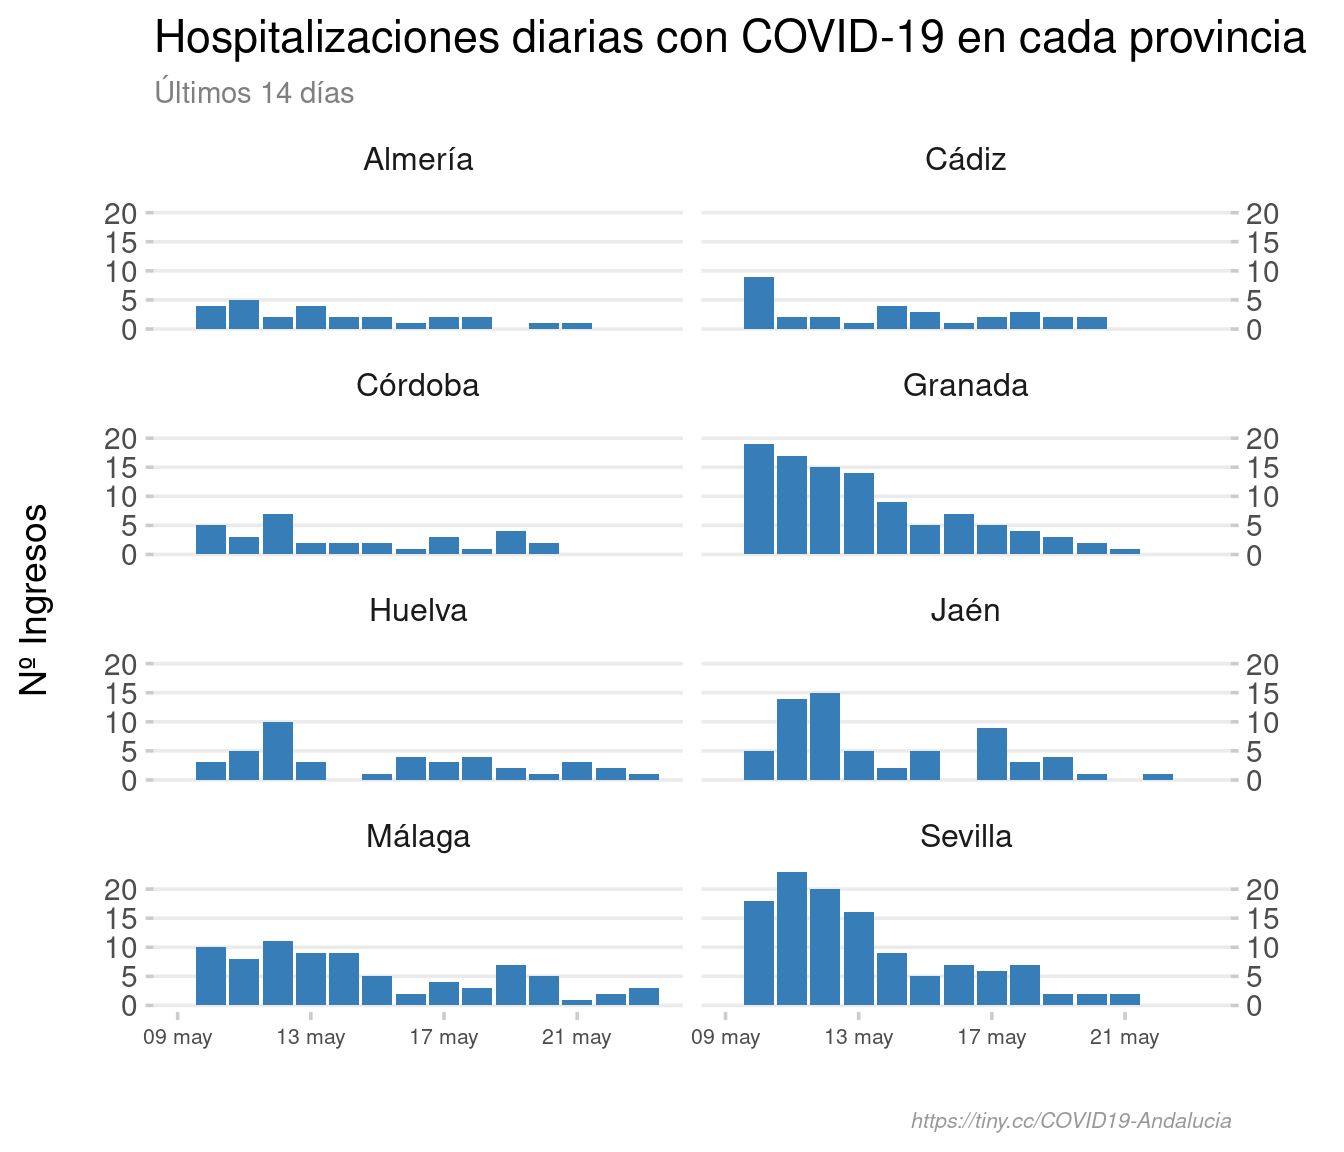 Hospitalizaciones diarias con COVID-19 en cada provincia
Últimos 14 días
Nº Ingresos
Almería
Cádiz
20
15
10
5
0
20
15
10
5
0
Córdoba
Granada
20
15
10
5
0
20
15
10
5
0
Huelva
Jaén
20
15
10
5
0
20
15
10
5
0
Málaga
Sevilla
20
15
10
5
0
20
15
10
5
0
09 may 13 may 17 may 21 may
09 may 13 may 17 may 21 may
https://tiny.cc/COVID19-Andalucia